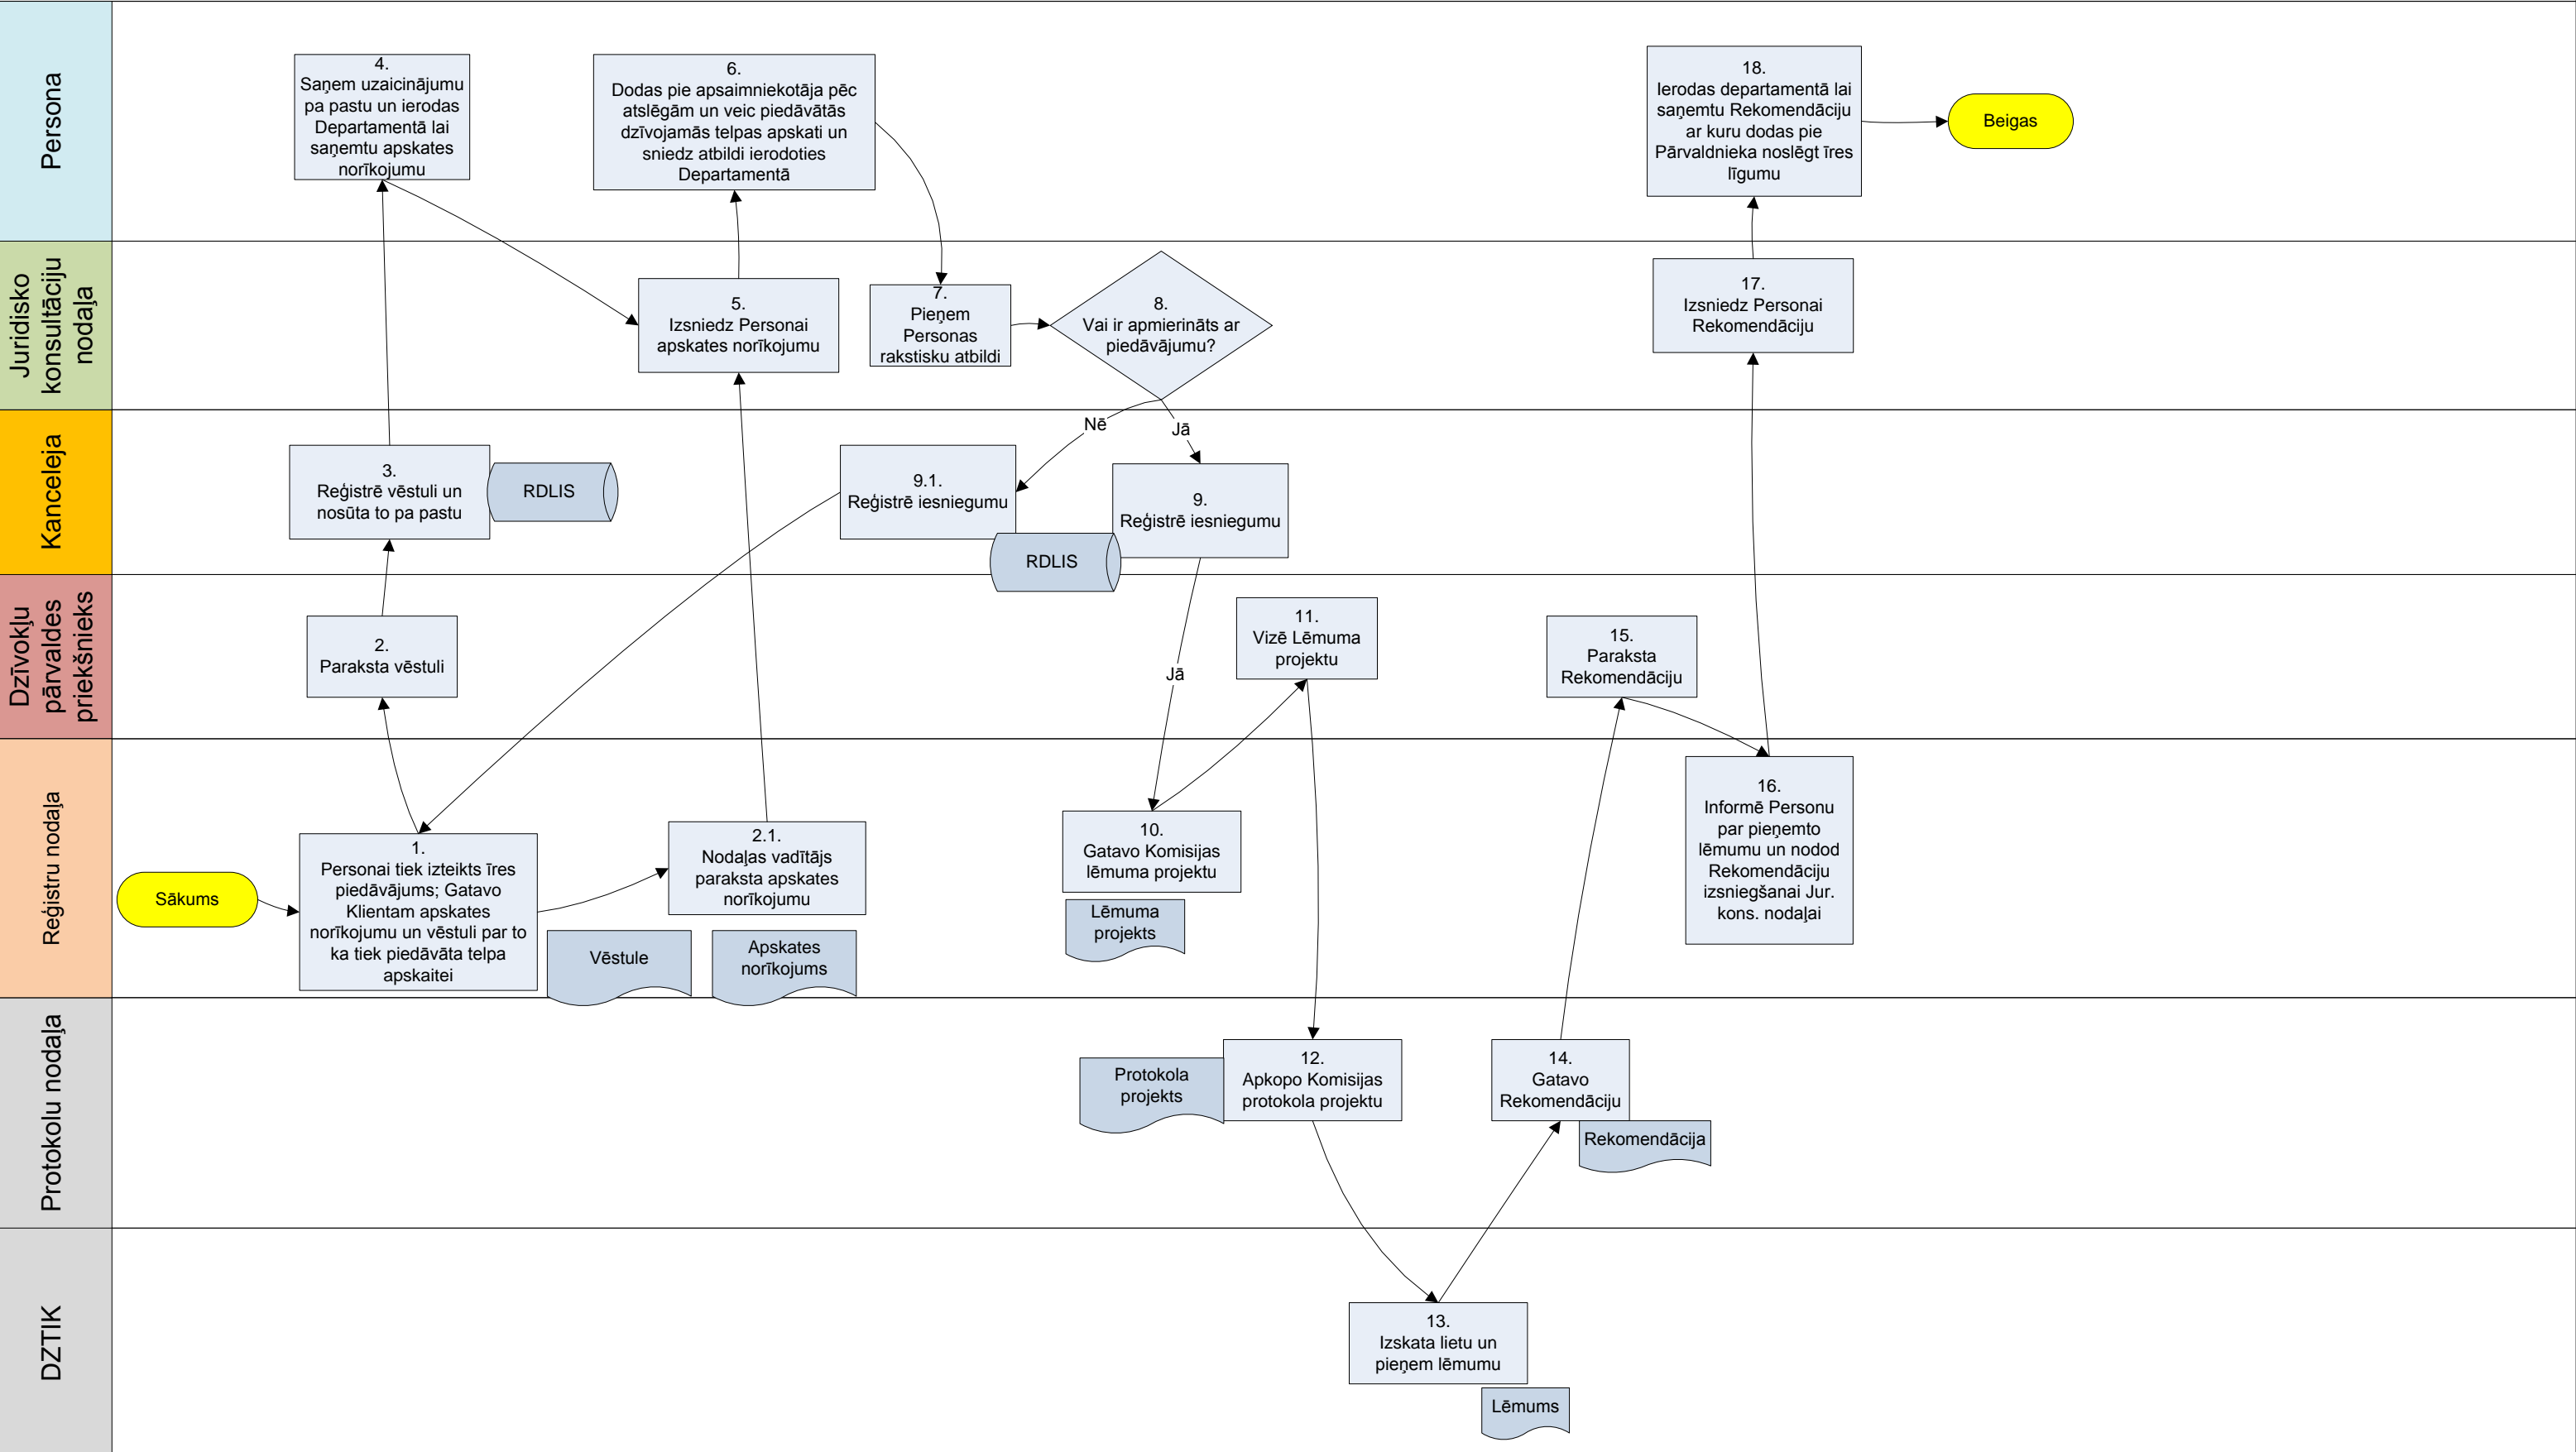 Persona
4.
Saņem uzaicinājumu
pa pastu un ierodas
Departamentā lai
saņemtu apskates
norīkojumu
6.
Dodas pie apsaimniekotāja pēc
atslēgām un veic piedāvātās
dzīvojamās telpas apskati un
sniedz atbildi ierodoties
Departamentā
18.
Ierodas departamentā lai
saņemtu Rekomendāciju
ar kuru dodas pie
Pārvaldnieka noslēgt īres
līgumu
Beigas
Juridisko
konsultāciju
nodaļa
5.
Izsniedz Personai
apskates norīkojumu
7.
Pieņem
Personas
rakstisku atbildi
8.
Vai ir apmierināts ar
piedāvājumu?
17.
Izsniedz Personai
Rekomendāciju
Kanceleja
Nē
Jā
3.
Reģistrē vēstuli un
nosūta to pa pastu
RDLIS
9.1.
Reģistrē iesniegumu
RDLIS
9.
Reģistrē iesniegumu
Dzīvokļu
pārvaldes
priekšnieks
2.
Paraksta vēstuli
Jā
11.
Vizē Lēmuma
projektu
15.
Paraksta
Rekomendāciju
Reģistru nodaļa
Sākums
1.
Personai tiek izteikts īres
piedāvājums; Gatavo
Klientam apskates
norīkojumu un vēstuli par to
ka tiek piedāvāta telpa
apskaitei
2.1.
Nodaļas vadītājs
paraksta apskates
norīkojumu
Vēstule
Apskates
norīkojums
10.
Gatavo Komisijas
lēmuma projektu
Lēmuma
projekts
16.
Informē Personu
par pieņemto
lēmumu un nodod
Rekomendāciju
izsniegšanai Jur.
kons. nodaļai
Protokolu nodaļa
Protokola
projekts
12.
Apkopo Komisijas
protokola projektu
14.
Gatavo
Rekomendāciju
Rekomendācija
DZTIK
13.
Izskata lietu un
pieņem lēmumu
Lēmums